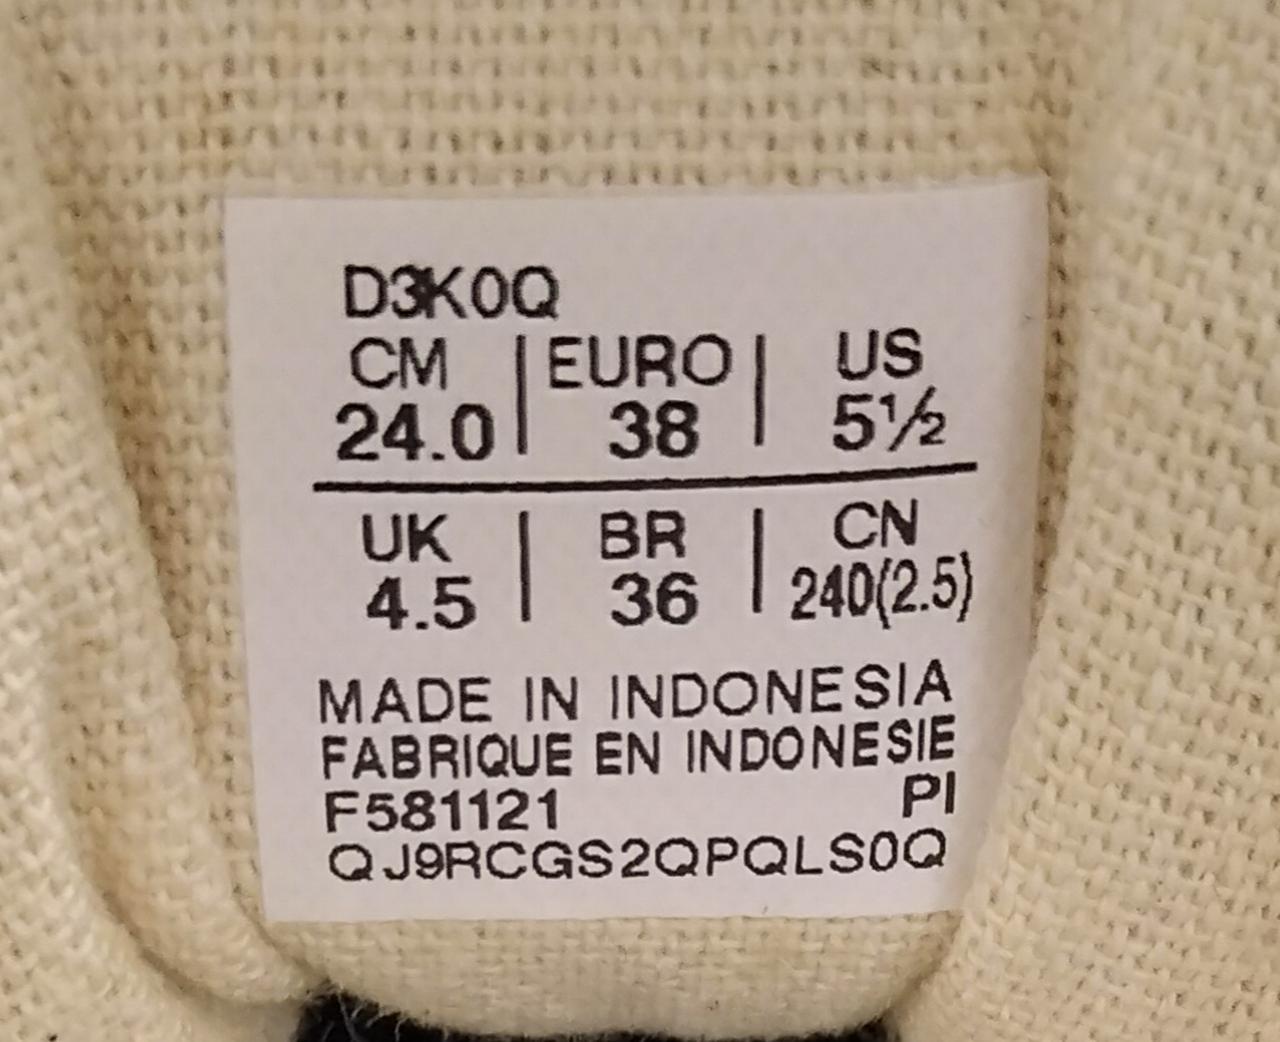 D3K0Q
CM | EURO | US
24.0 | 38 | 5½
UK | BR | CN
4.5 | 36 | 240(2.5)
MADE IN INDONESIA
FABRIQUE EN INDONESIE
F581121 PI
QJ9RCGS2QPQLS0Q